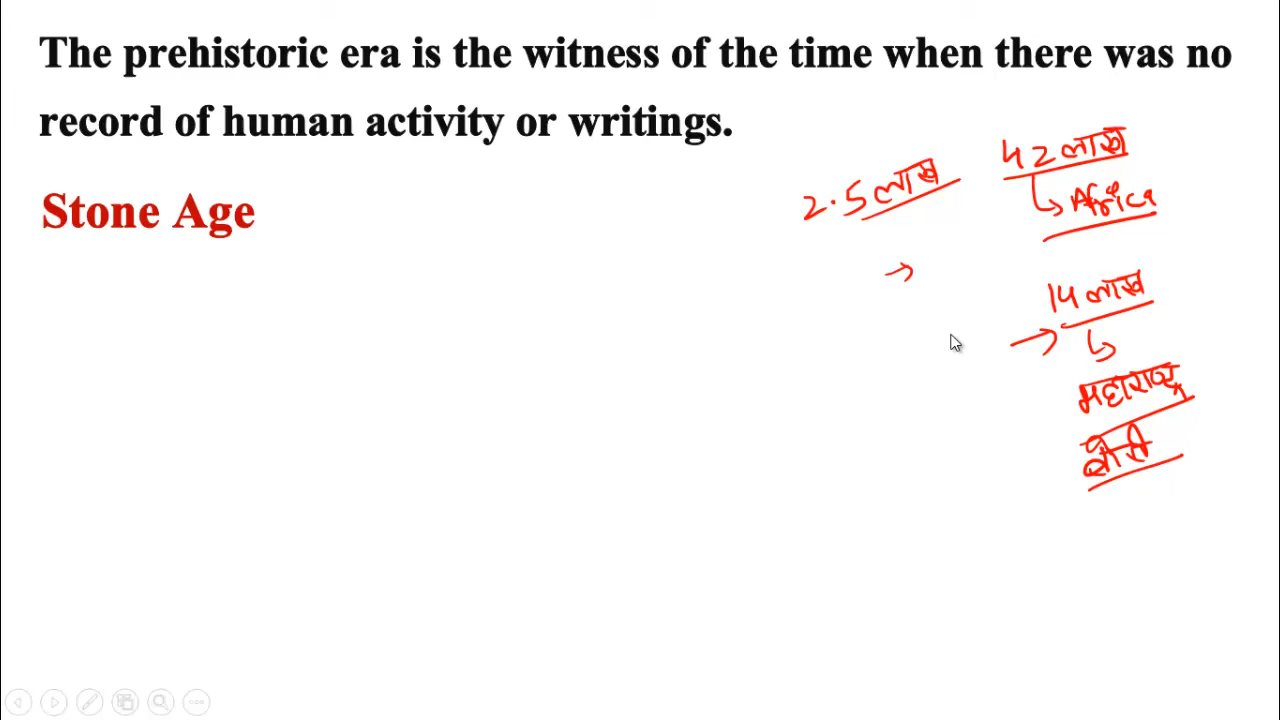 The prehistoric era is the witness of the time when there was no
record of human activity or writings.
Stone Age
2.5 लाख
42 लाख
Africa
14 लाख
महाराष्ट्र
बोरी